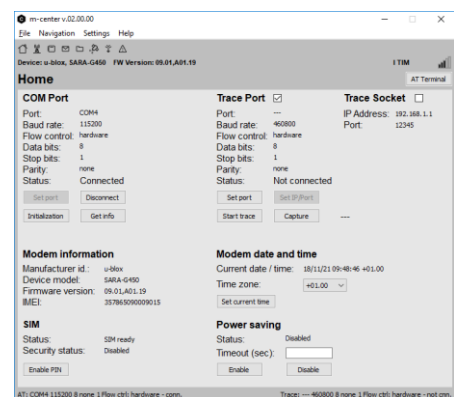 m-center v.02.00.00
File Navigation Settings Help
Device: u-blox, SARA-G450 FW Version: 09.01,A01.19 I TIM
Home AT Terminal
COM Port Trace Port Trace Socket
Port: COM4 Port: --- IP Address: 192.168.1.1
Baud rate: 115200 Baud rate: 460800 Port: 12345
Flow control: hardware Flow control: hardware
Data bits: 8 Data bits: 8
Stop bits: 1 Stop bits: 1
Parity: none Parity: none
Status: Connected Status: Not connected
Set port Disconnect Set port Set IP/Port
Initialization Get info Start trace Capture ---
Modem information Modem date and time
Manufacturer id.: u-blox Current date / time: 18/11/21 09:48:46 +01.00
Device model: SARA-G450 Time zone: +01.00
Firmware version: 09.01,A01.19
IMEI: 357865090009015 Set current time
SIM Power saving
Status: SIM ready Status: Disabled
Security status: Disabled Timeout (sec):
Enable PIN Enable Disable
AT: COM4 115200 8 none 1 Flow ctrl: hardware - conn. Trace: --- 460800 8 none 1 Flow ctrl: hardware - not cnn.